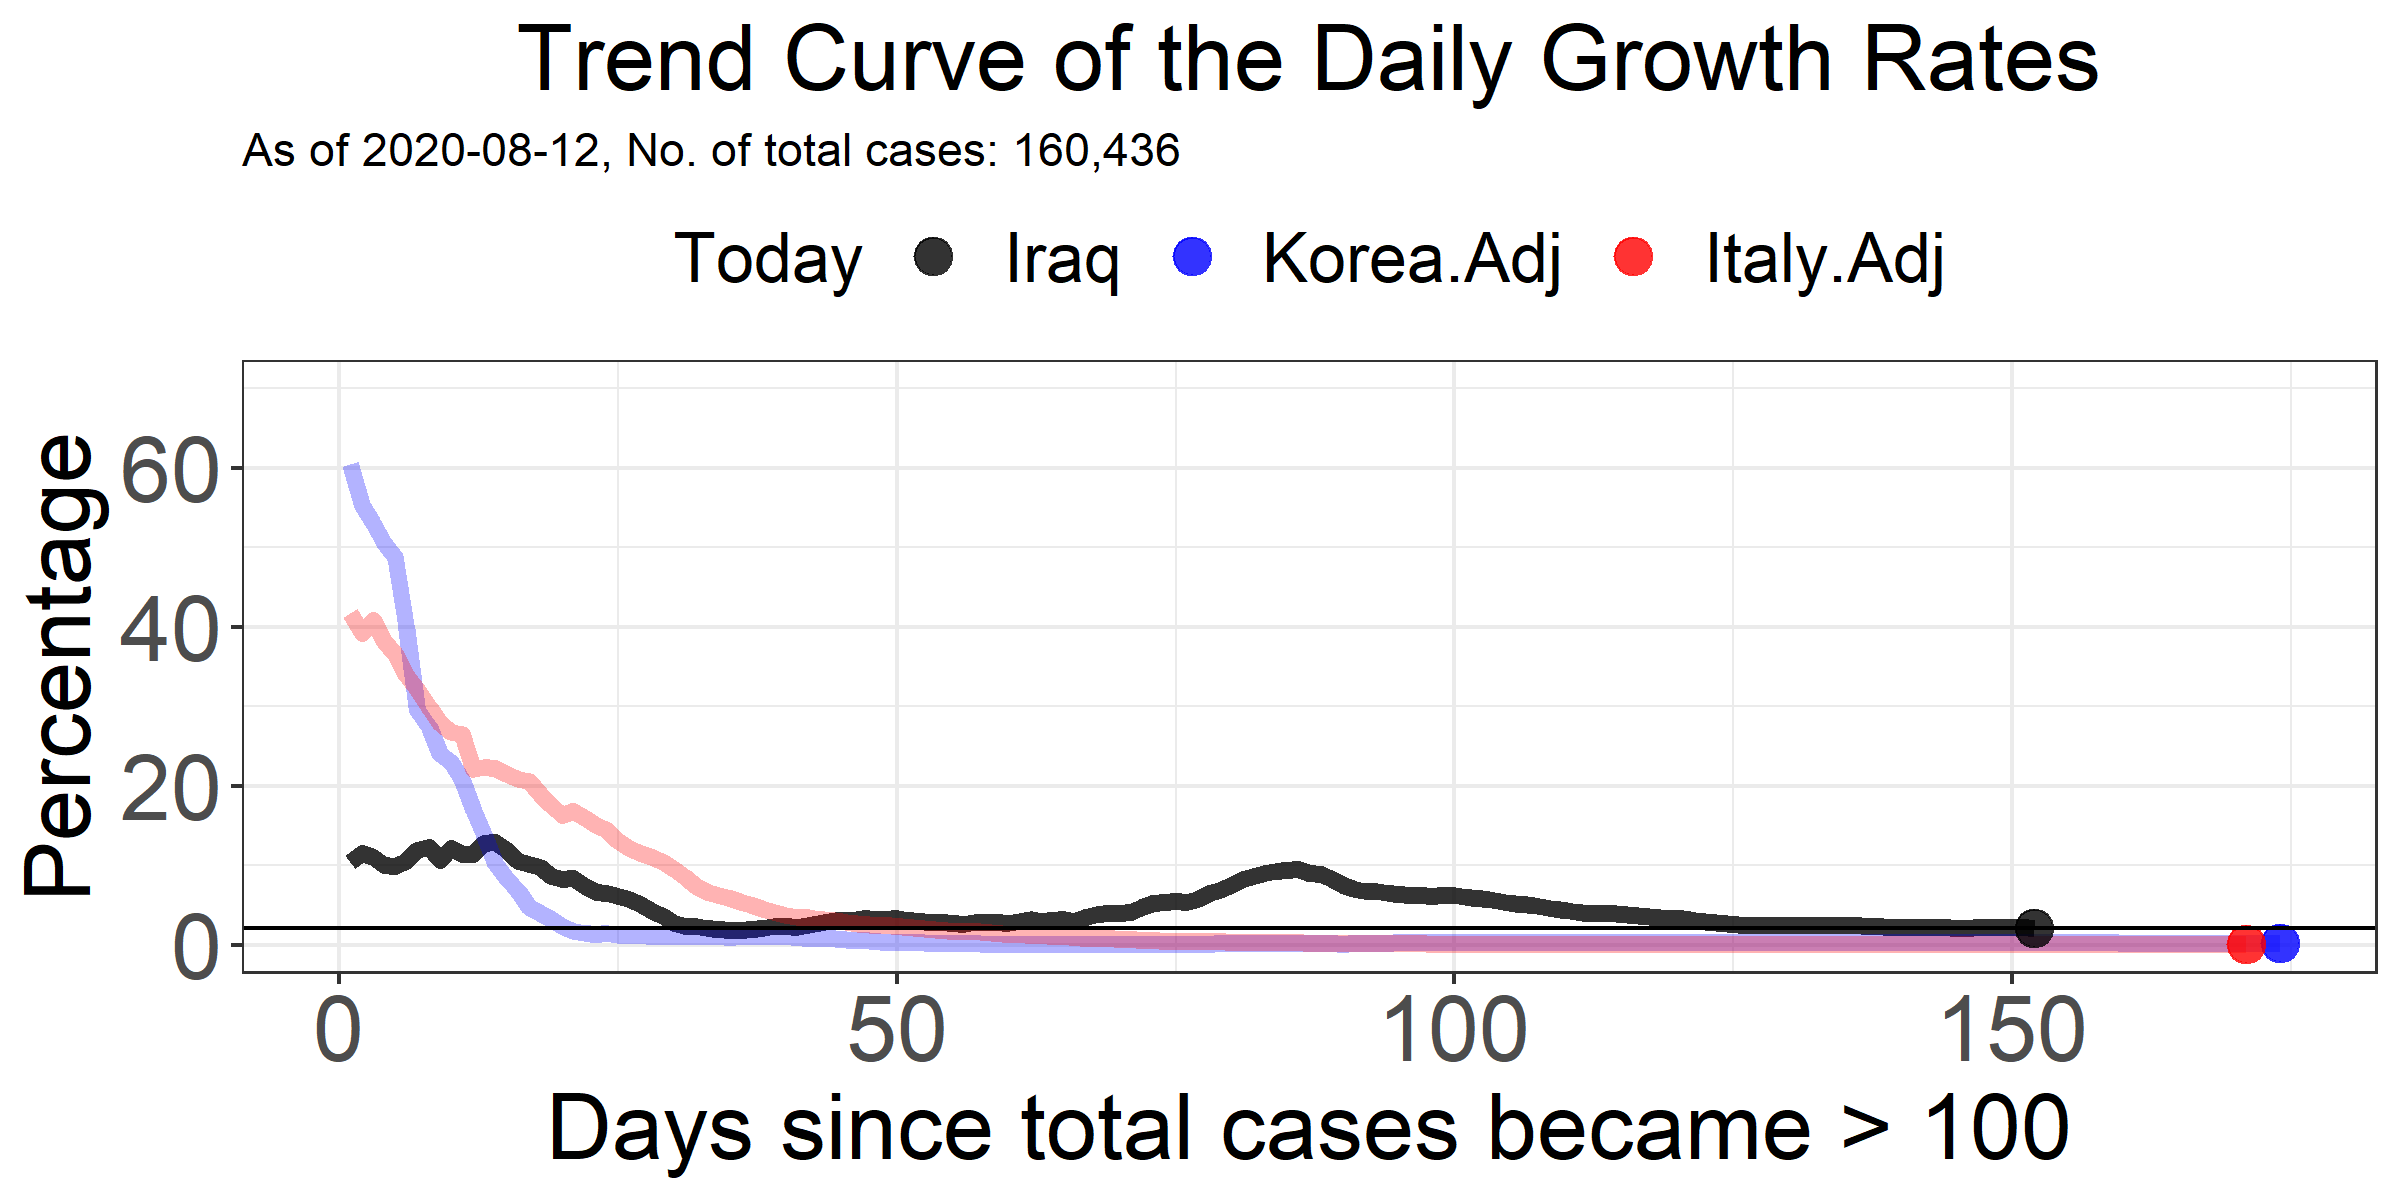 Trend Curve of the Daily Growth Rates
As of 2020-08-12, No. of total cases: 160,436
Today Iraq Korea.Adj Italy.Adj
Percentage
60
40
20
0
0 50 100 150
Days since total cases became > 100